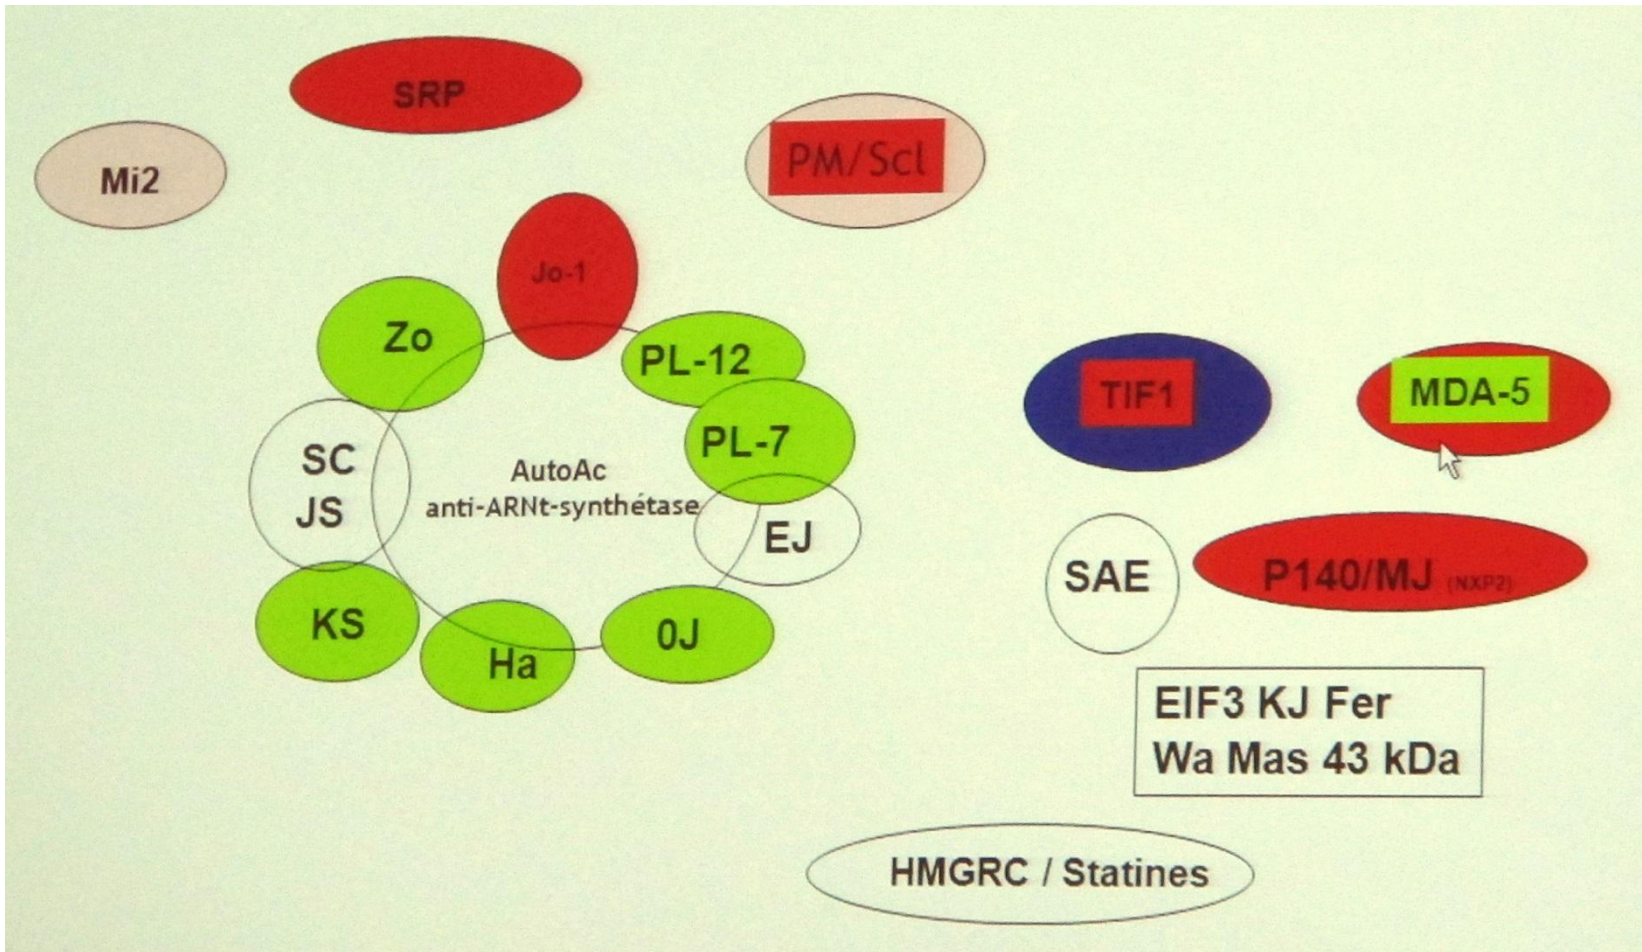 SRP
Mi2
PM/Scl
Jo-1
Zo
PL-12
PL-7
SC
JS
AutoAc
anti-ARNt-synthétase
EJ
KS
Ha
0J
TIF1
MDA-5
SAE
P140/MJ (NXP2)
EIF3 KJ Fer
Wa Mas 43 kDa
HMGRC / Statines